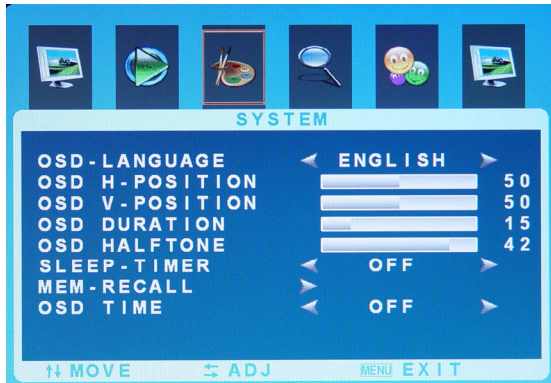 SYSTEM
OSD-LANGUAGE ENGLISH
OSD H-POSITION 50
OSD V-POSITION 50
OSD DURATION 15
OSD HALFTONE 42
SLEEP-TIMER OFF
MEM-RECALL
OSD TIME OFF
MOVE ADJ MENU EXIT